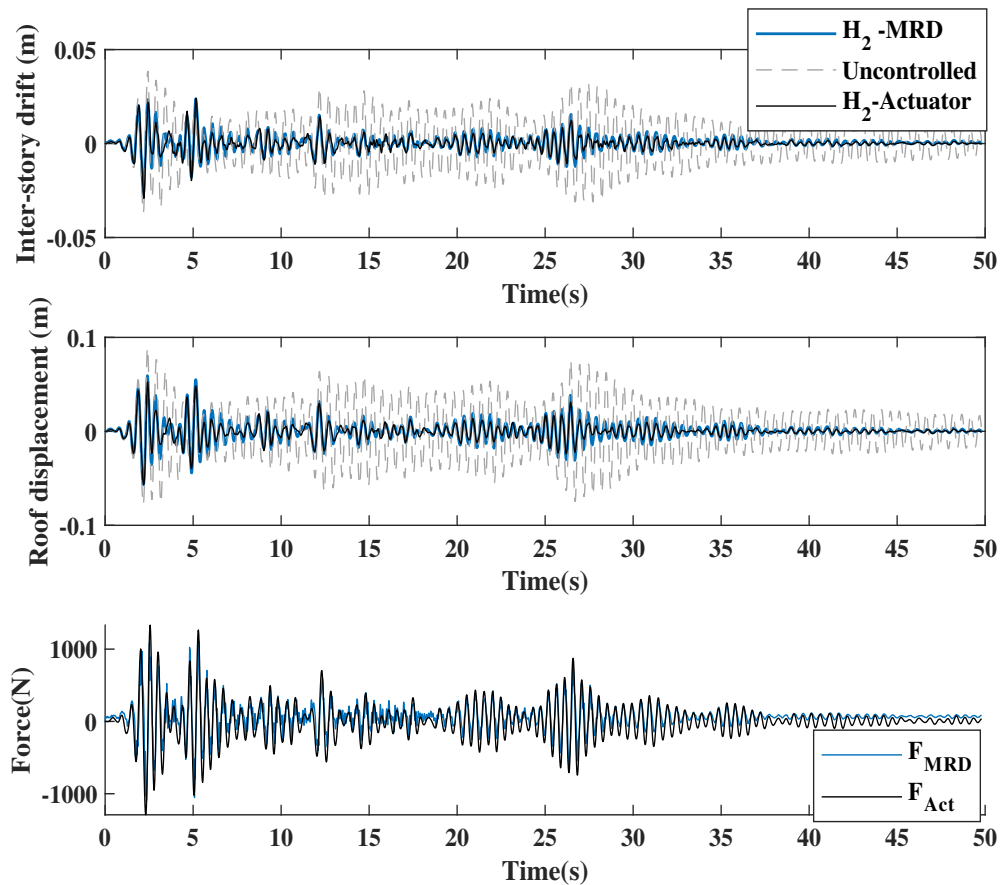 H2 -MRD
Uncontrolled
H2-Actuator
Inter-story drift (m)
0.05
0
-0.05
0 5 10 15 20 25 30 35 40 45 50
Time(s)
Roof displacement (m)
0.1
0
-0.1
0 5 10 15 20 25 30 35 40 45 50
Time(s)
Force(N)
1000
0
-1000
FMRD
FAct
0 5 10 15 20 25 30 35 40 45 50
Time(s)